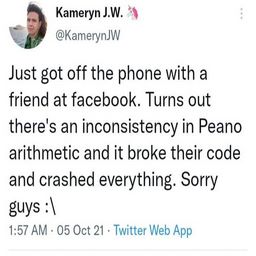 Kameryn J.W. 🦄
@KamerynJW
Just got off the phone with a
friend at facebook. Turns out
there's an inconsistency in Peano
arithmetic and it broke their code
and crashed everything. Sorry
guys :\
1:57 AM · 05 Oct 21 · Twitter Web App